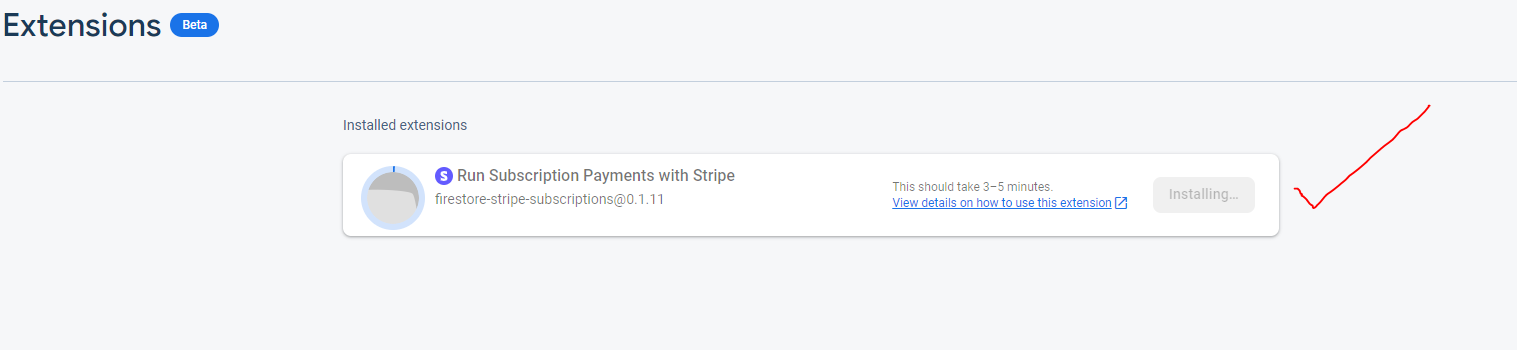 Extensions Beta
Installed extensions
S Run Subscription Payments with Stripe
firestore-stripe-subscriptions@0.1.11
This should take 3–5 minutes.
View details on how to use this extension
Installing...